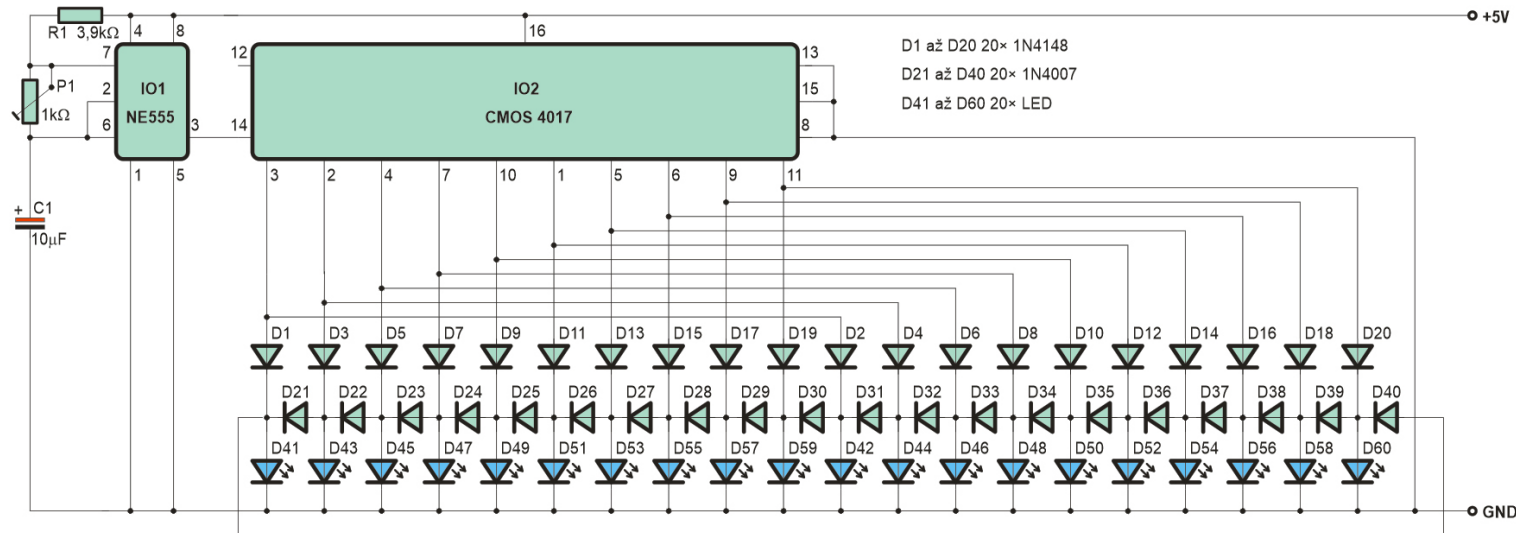 +5V
R1 3,9kΩ
4
8
16
7
12
13
D1 až D20 20× 1N4148
D21 až D40 20× 1N4007
D41 až D60 20× LED
P1
1kΩ
2
6
IO1
NE555
3
14
IO2
CMOS 4017
15
8
1
5
3
2
4
7
10
1
5
6
9
11
+
C1
10µF
D1
D3
D5
D7
D9
D11
D13
D15
D17
D19
D2
D4
D6
D8
D10
D12
D14
D16
D18
D20
D21
D22
D23
D24
D25
D26
D27
D28
D29
D30
D31
D32
D33
D34
D35
D36
D37
D38
D39
D40
D41
D43
D45
D47
D49
D51
D53
D55
D57
D59
D42
D44
D46
D48
D50
D52
D54
D56
D58
D60
GND